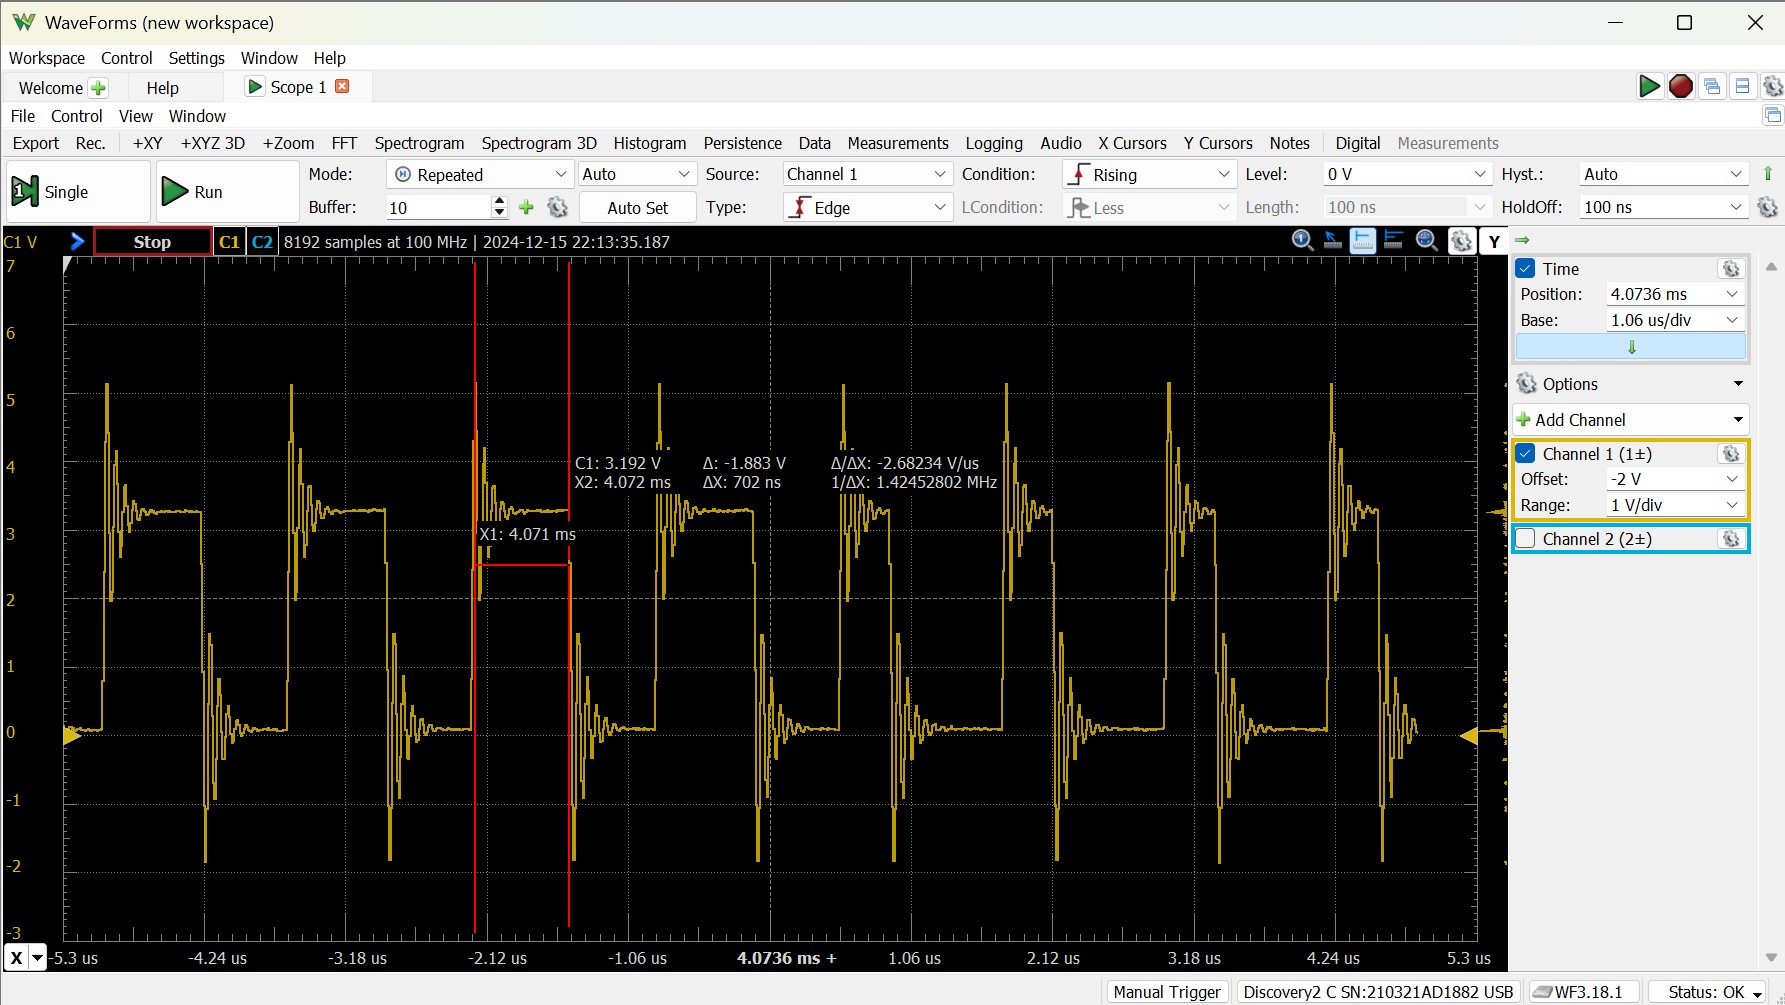 WaveForms (new workspace)
Workspace Control Settings Window Help
Welcome Help Scope 1
File Control View Window
Export Rec. +XY +XYZ 3D +Zoom FFT Spectrogram Spectrogram 3D Histogram Persistence Data Measurements Logging Audio X Cursors Y Cursors Notes Digital Measurements
Single Run Mode: Repeated Auto Source: Channel 1 Condition: Rising Level: 0 V Hyst.: Auto
Buffer: 10 Auto Set Type: Edge LCondition: Less Length: 100 ns HoldOff: 100 ns
C1 V Stop C1 C2 8192 samples at 100 MHz | 2024-12-15 22:13:35.187 Y
7
6
5
4
3
2
1
0
-1
-2
-3
C1: 3.192 V Δ: -1.883 V Δ/ΔX: -2.68234 V/us
X2: 4.072 ms ΔX: 702 ns 1/ΔX: 1.42452802 MHz
X1: 4.071 ms
X -5.3 us -4.24 us -3.18 us -2.12 us -1.06 us 4.0736 ms + 1.06 us 2.12 us 3.18 us 4.24 us 5.3 us
Time
Position: 4.0736 ms
Base: 1.06 us/div
Options
Add Channel
Channel 1 (1±)
Offset: -2 V
Range: 1 V/div
Channel 2 (2±)
Manual Trigger Discovery2 C SN:210321AD1882 USB WF3.18.1 Status: OK